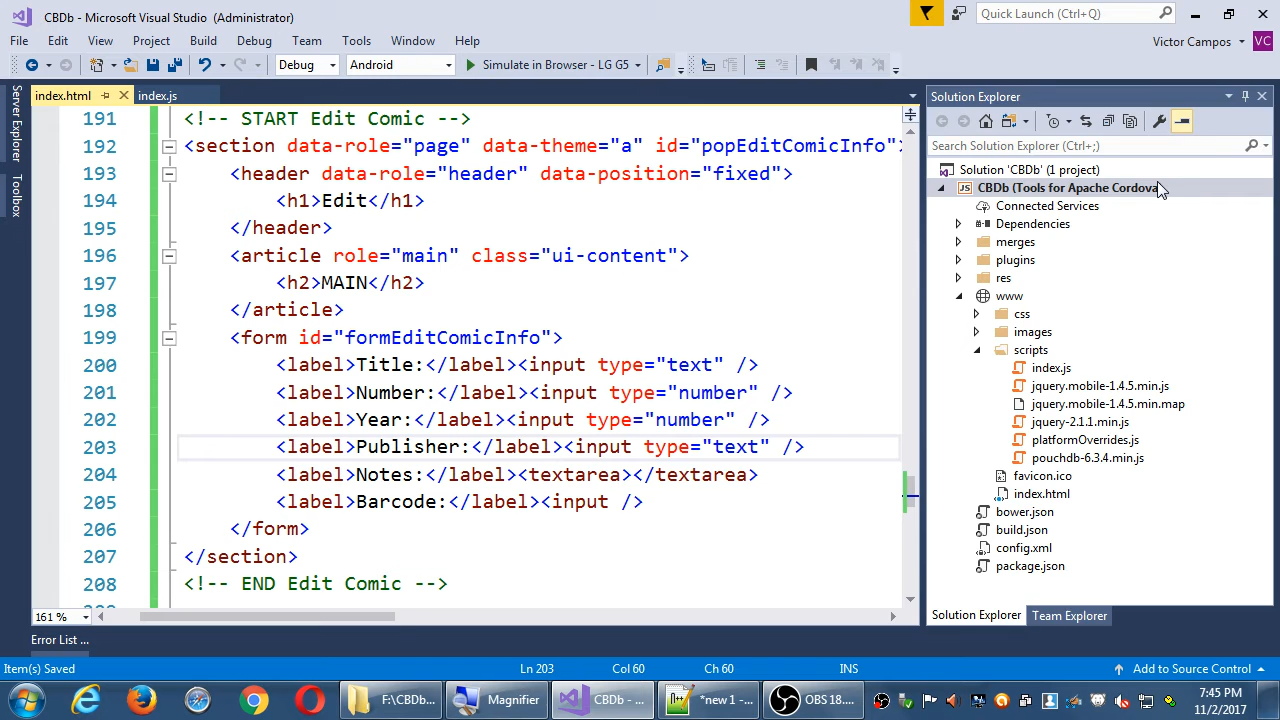 CBDb - Microsoft Visual Studio (Administrator)
Quick Launch (Ctrl+Q)
File Edit View Project Build Debug Team Tools Window Help
Victor Campos VC
Debug Android Simulate in Browser - LG G5
Server Explorer
Toolbox
index.html index.js
191 <!-- START Edit Comic -->
192 <section data-role="page" data-theme="a" id="popEditComicInfo">
193 <header data-role="header" data-position="fixed">
194 <h1>Edit</h1>
195 </header>
196 <article role="main" class="ui-content">
197 <h2>MAIN</h2>
198 </article>
199 <form id="formEditComicInfo">
200 <label>Title:</label><input type="text" />
201 <label>Number:</label><input type="number" />
202 <label>Year:</label><input type="number" />
203 <label>Publisher:</label><input type="text" />
204 <label>Notes:</label><textarea></textarea>
205 <label>Barcode:</label><input />
206 </form>
207 </section>
208 <!-- END Edit Comic -->
161 %
Solution Explorer
Search Solution Explorer (Ctrl+;)
Solution 'CBDb' (1 project)
JS CBDb (Tools for Apache Cordova)
Connected Services
Dependencies
merges
plugins
res
www
css
images
scripts
index.js
jquery.mobile-1.4.5.min.js
jquery.mobile-1.4.5.min.map
jquery-2.1.1.min.js
platformOverrides.js
pouchdb-6.3.4.min.js
favicon.ico
index.html
bower.json
build.json
config.xml
package.json
Solution Explorer Team Explorer
Error List ...
Item(s) Saved Ln 203 Col 60 Ch 60 INS Add to Source Control
F:\CBDb... Magnifier CBDb - ... *new 1 - ... OBS 18....
7:45 PM
11/2/2017